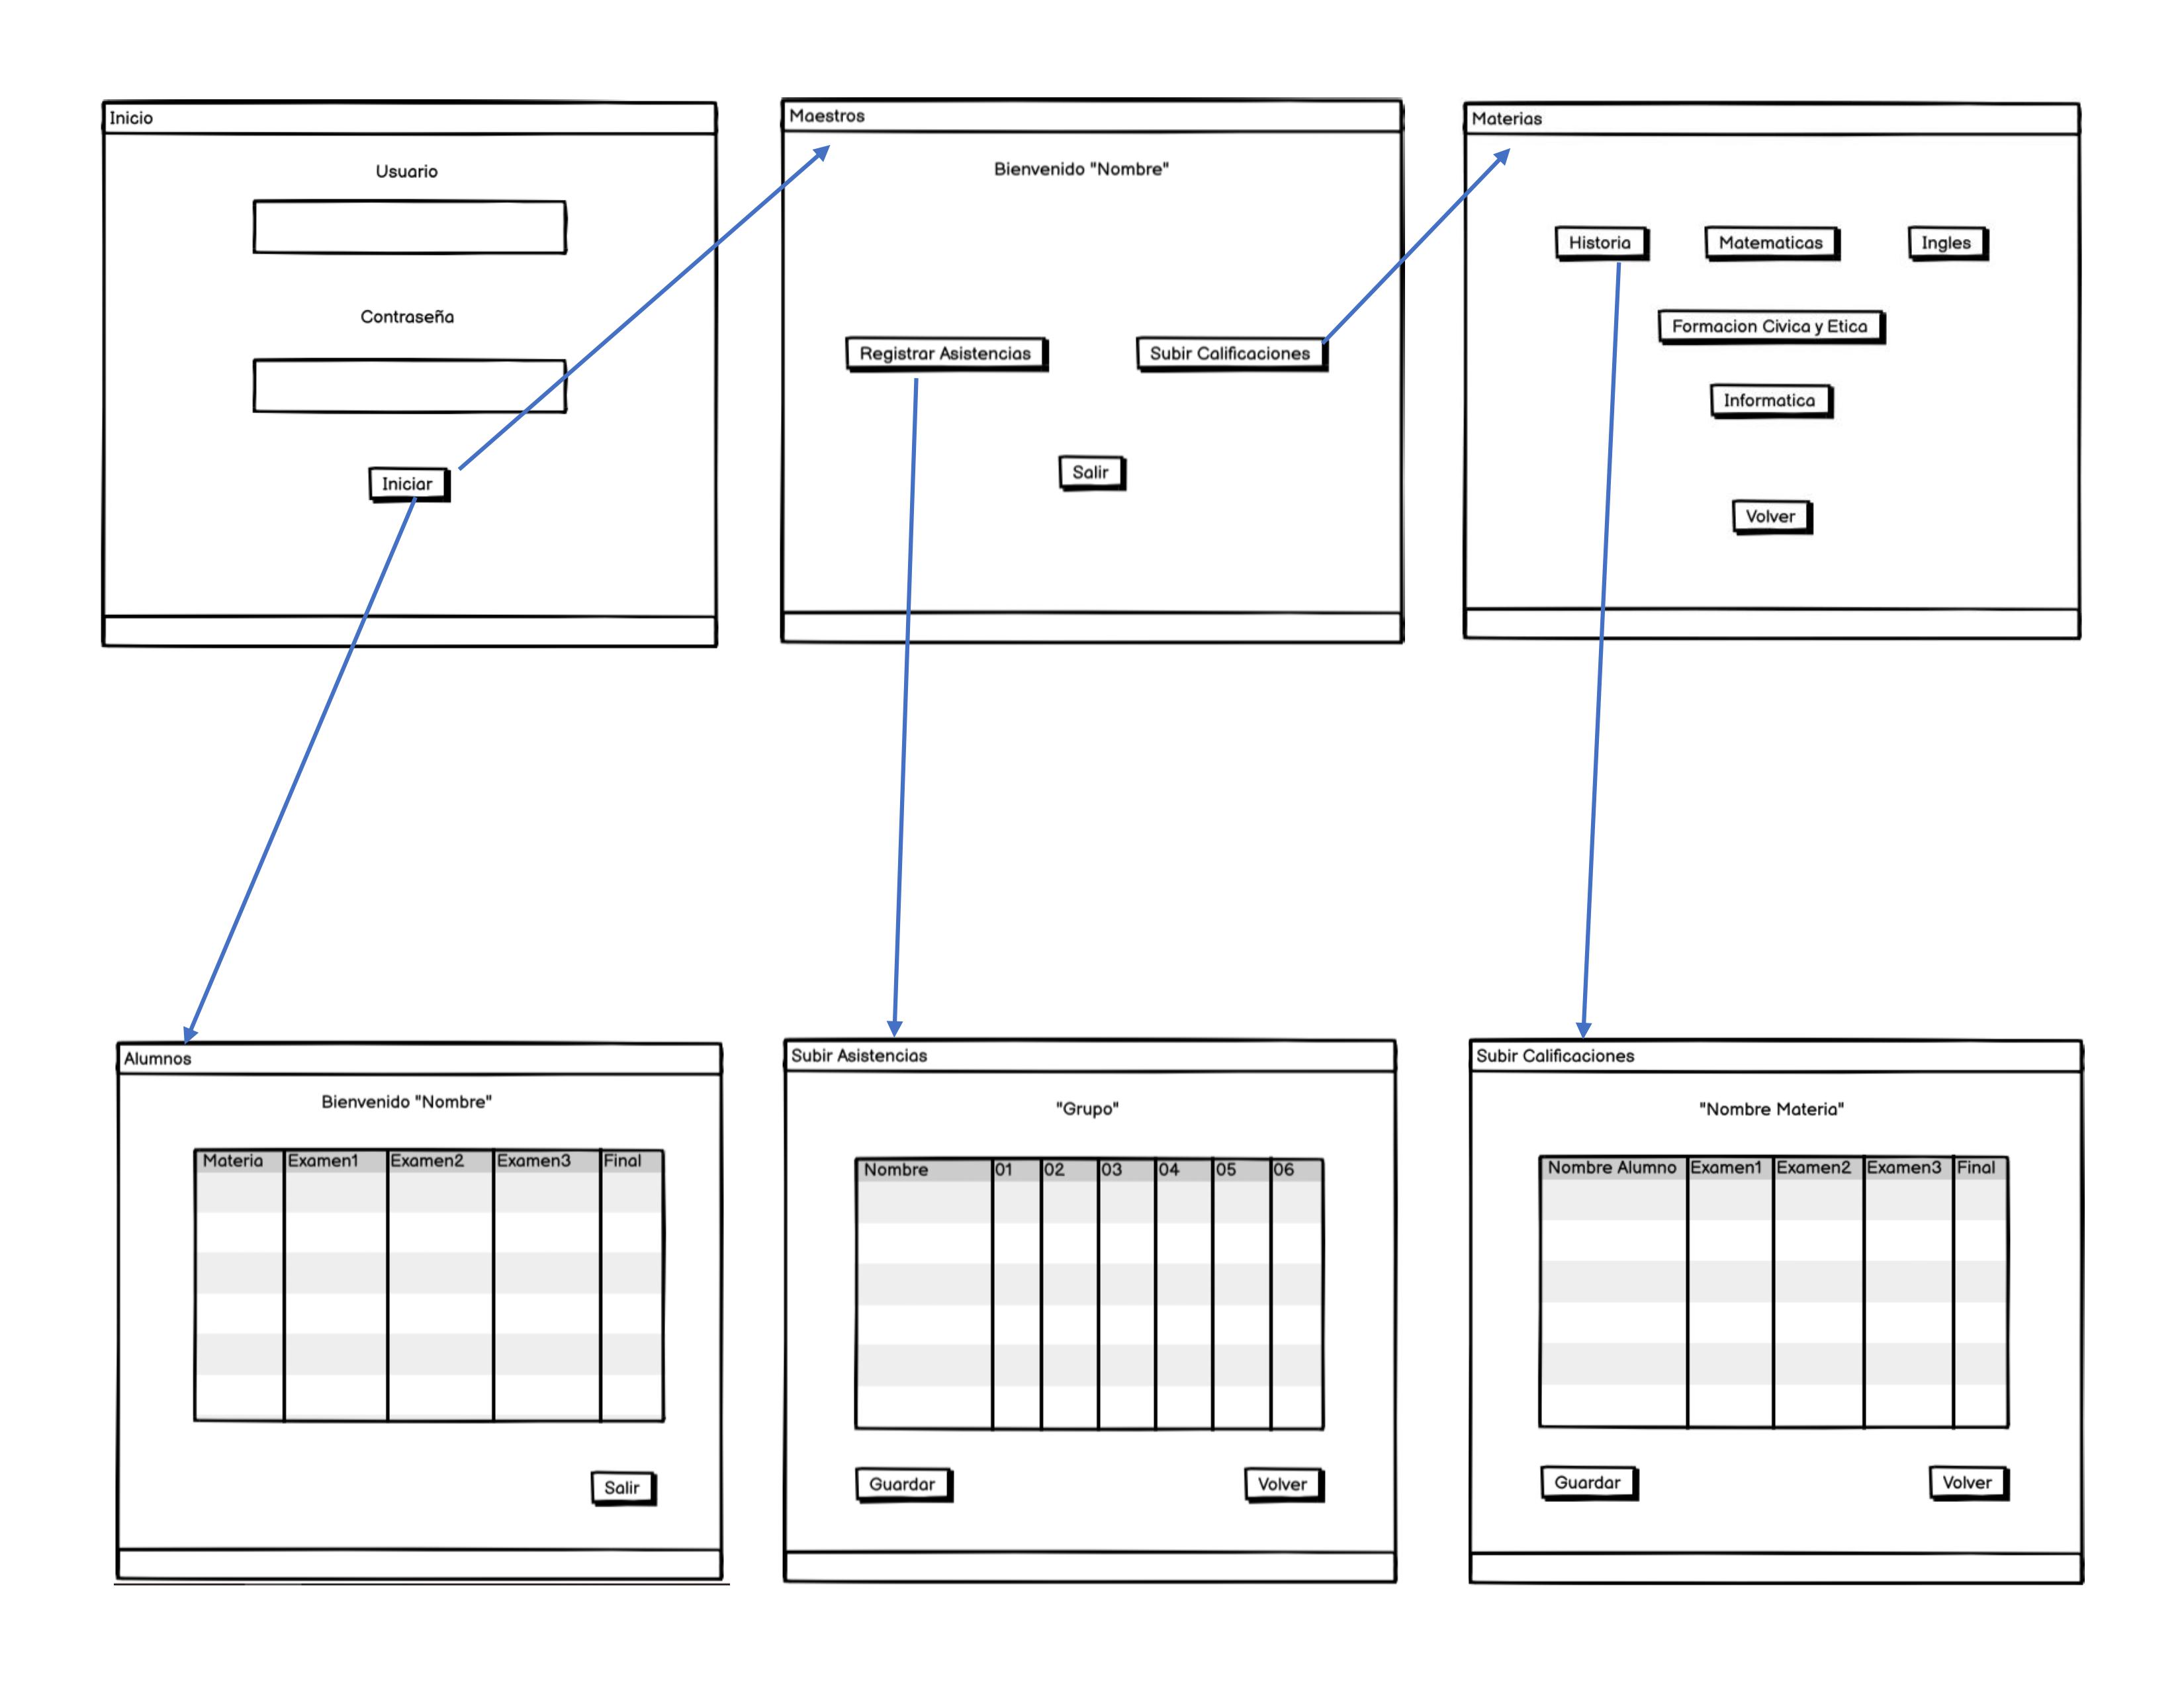 Inicio
Usuario
Contraseña
Iniciar
Maestros
Bienvenido "Nombre"
Registrar Asistencias
Subir Calificaciones
Salir
Materias
Historia
Matematicas
Ingles
Formacion Civica y Etica
Informatica
Volver
Alumnos
Bienvenido "Nombre"
Materia Examen1 Examen2 Examen3 Final
Salir
Subir Asistencias
"Grupo"
Nombre 01 02 03 04 05 06
Guardar
Volver
Subir Calificaciones
"Nombre Materia"
Nombre Alumno Examen1 Examen2 Examen3 Final
Guardar
Volver